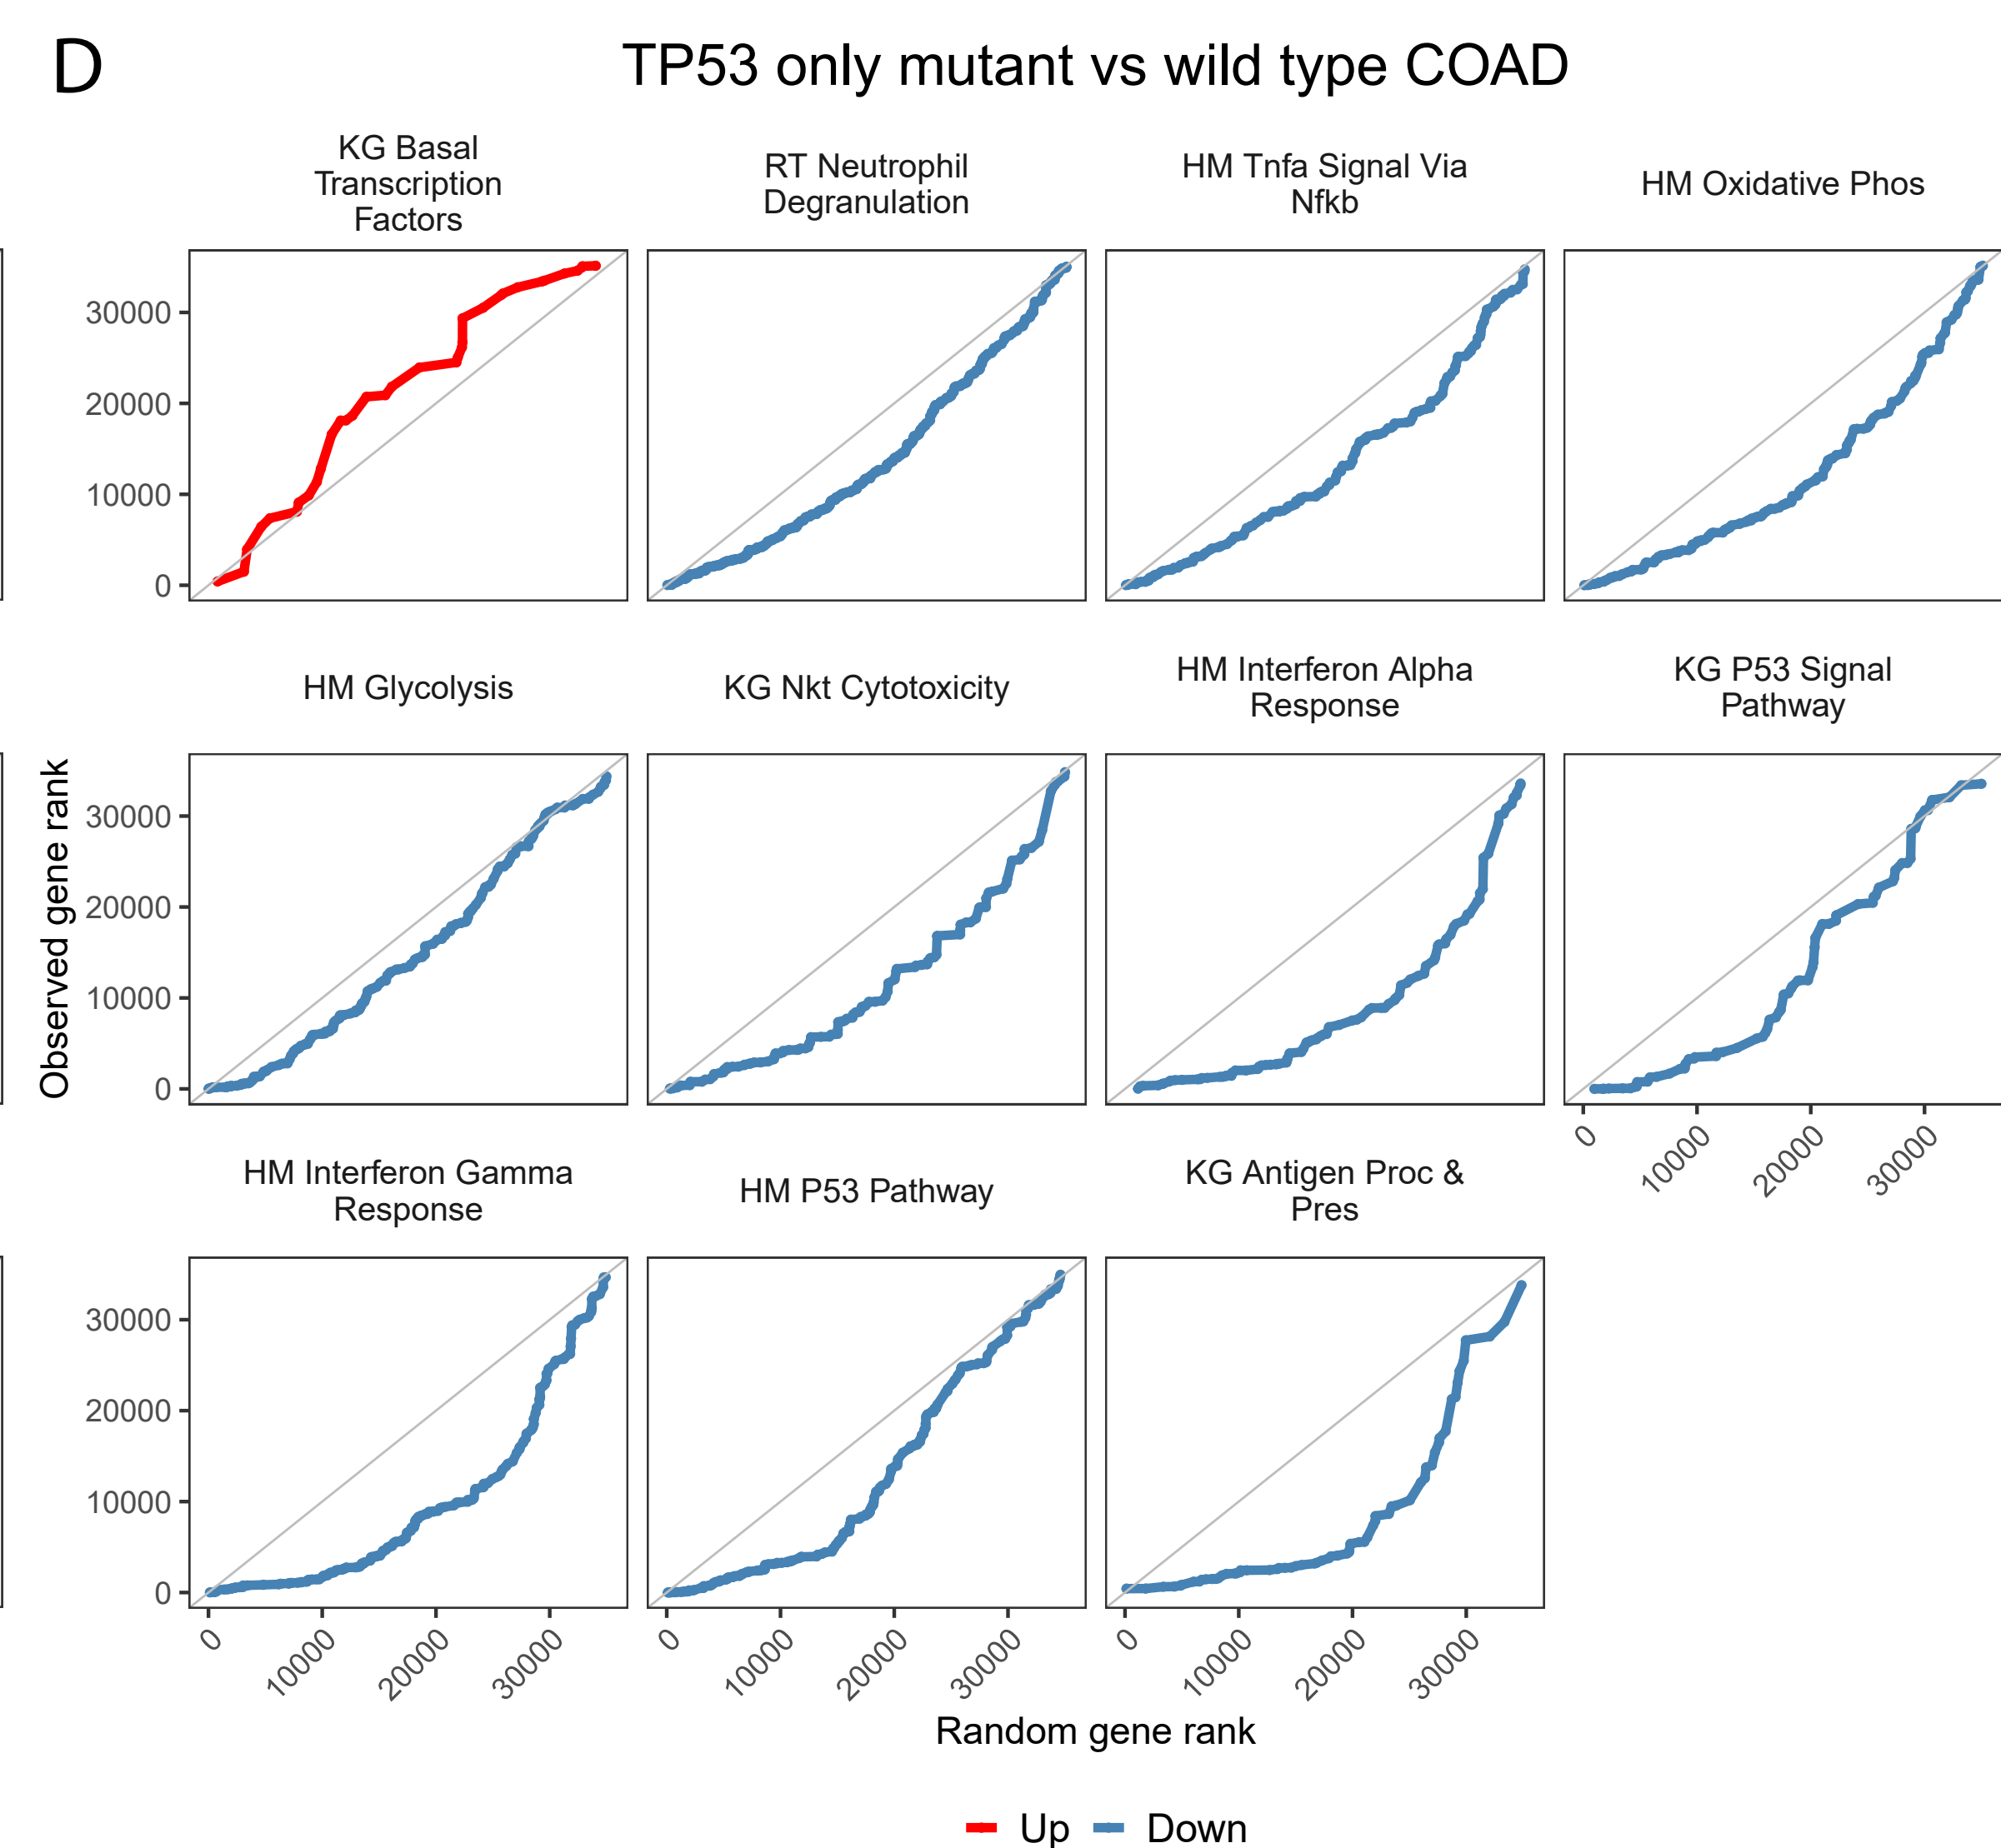 D
TP53 only mutant vs wild type COAD
KG Basal
Transcription
Factors
RT Neutrophil
Degranulation
HM Tnfa Signal Via
Nfkb
HM Oxidative Phos
30000
20000
10000
0
HM Glycolysis
KG Nkt Cytotoxicity
HM Interferon Alpha
Response
KG P53 Signal
Pathway
Observed gene rank
30000
20000
10000
0
0
10000
20000
30000
HM Interferon Gamma
Response
HM P53 Pathway
KG Antigen Proc &
Pres
30000
20000
10000
0
0
10000
20000
30000
0
10000
20000
30000
0
10000
20000
30000
Random gene rank
Up
Down